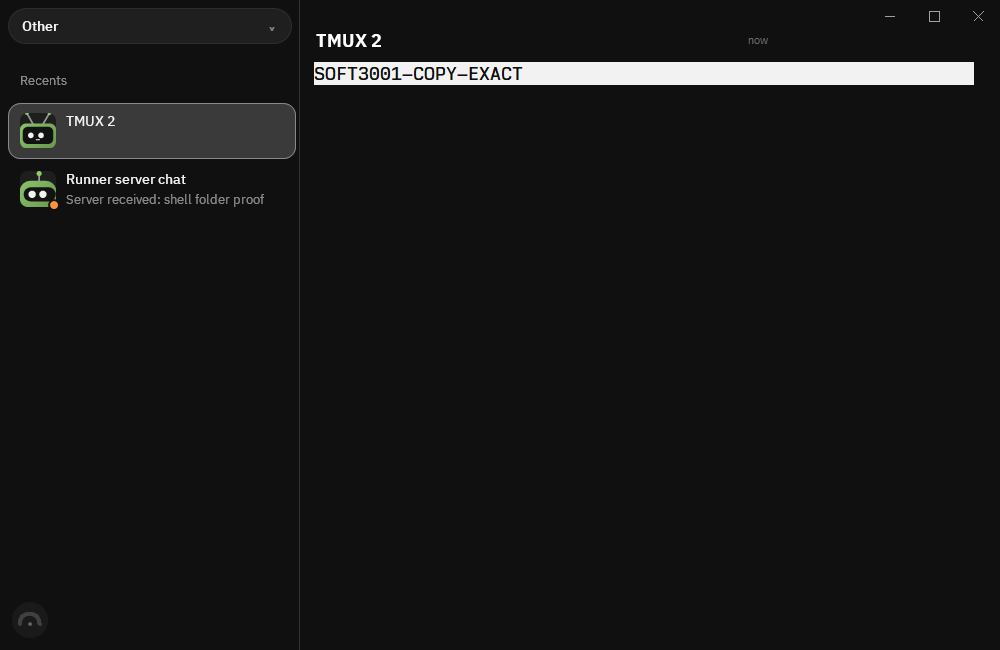 Other
Recents
TMUX 2
Runner server chat
Server received: shell folder proof
TMUX 2
now
SOFT3001-COPY-EXACT